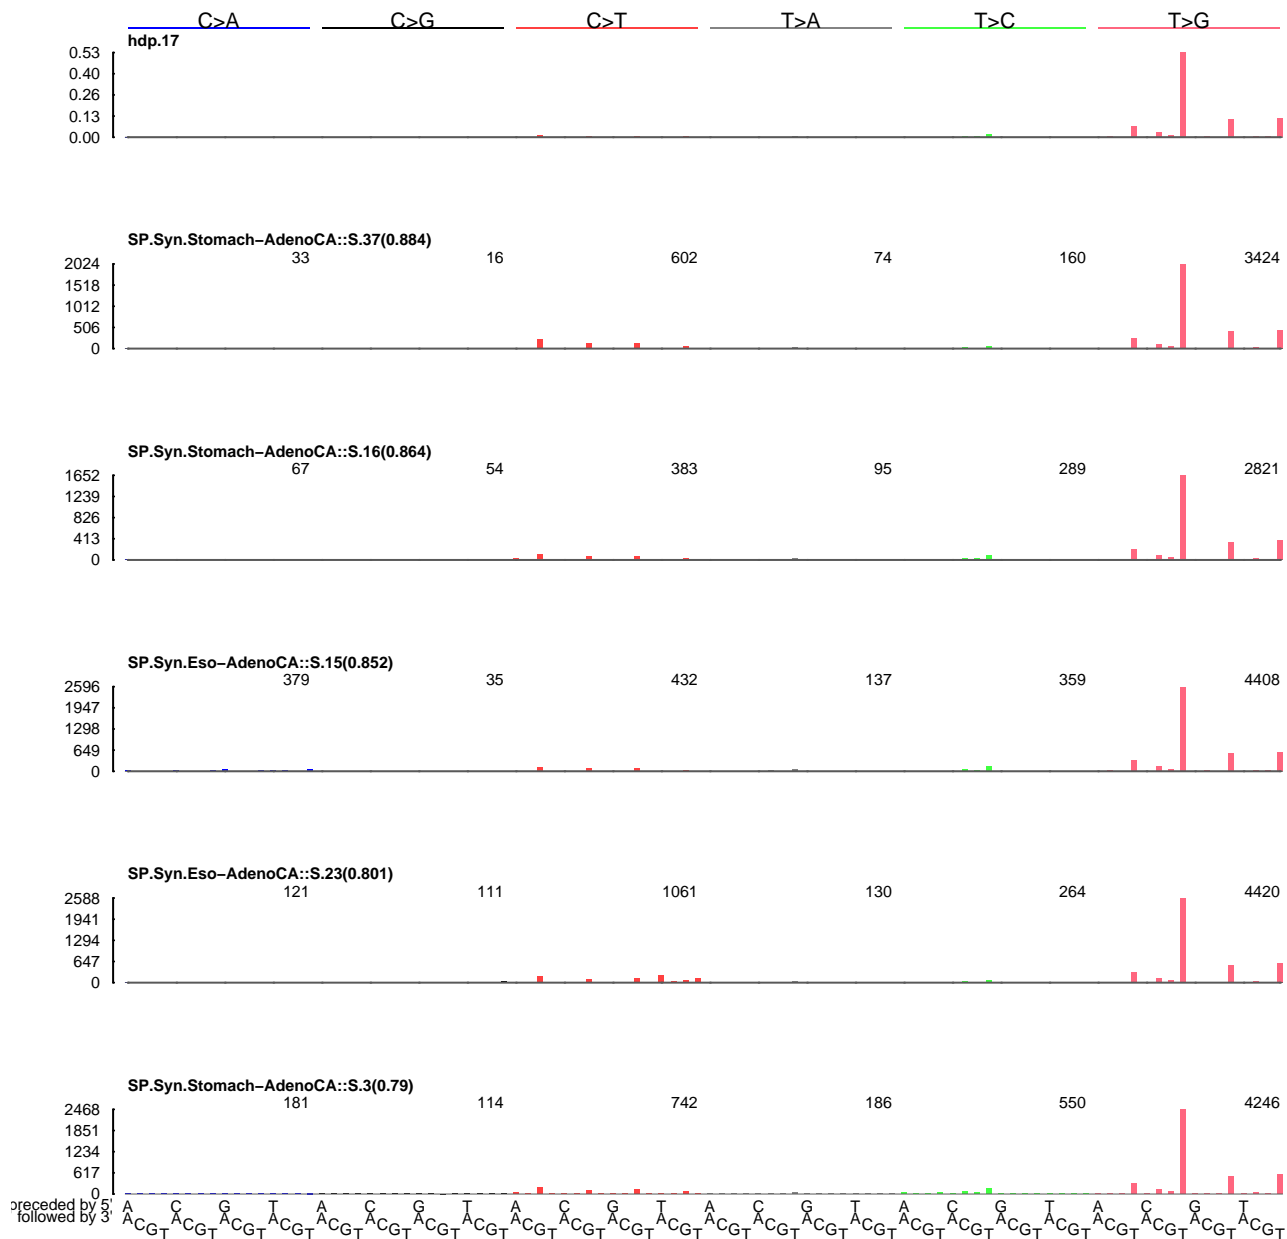 C>A C>G C>T T>A T>C T>G
hdp.17
0.53
0.40
0.26
0.13
0.00
SP.Syn.Stomach−AdenoCA::S.37(0.884)
33 16 602 74 160 3424
2024
1518
1012
506
0
SP.Syn.Stomach−AdenoCA::S.16(0.864)
67 54 383 95 289 2821
1652
1239
826
413
0
SP.Syn.Eso−AdenoCA::S.15(0.852)
379 35 432 137 359 4408
2596
1947
1298
649
0
SP.Syn.Eso−AdenoCA::S.23(0.801)
121 111 1061 130 264 4420
2588
1941
1294
647
0
SP.Syn.Stomach−AdenoCA::S.3(0.79)
181 114 742 186 550 4246
2468
1851
1234
617
0
preceded by 5' A C G T A C G T A C G T A C G T A C G T A C G T
followed by 3' A C G T A C G T A C G T A C G T A C G T A C G T A C G T A C G T A C G T A C G T A C G T A C G T A C G T A C G T A C G T A C G T A C G T A C G T A C G T A C G T A C G T A C G T A C G T A C G T